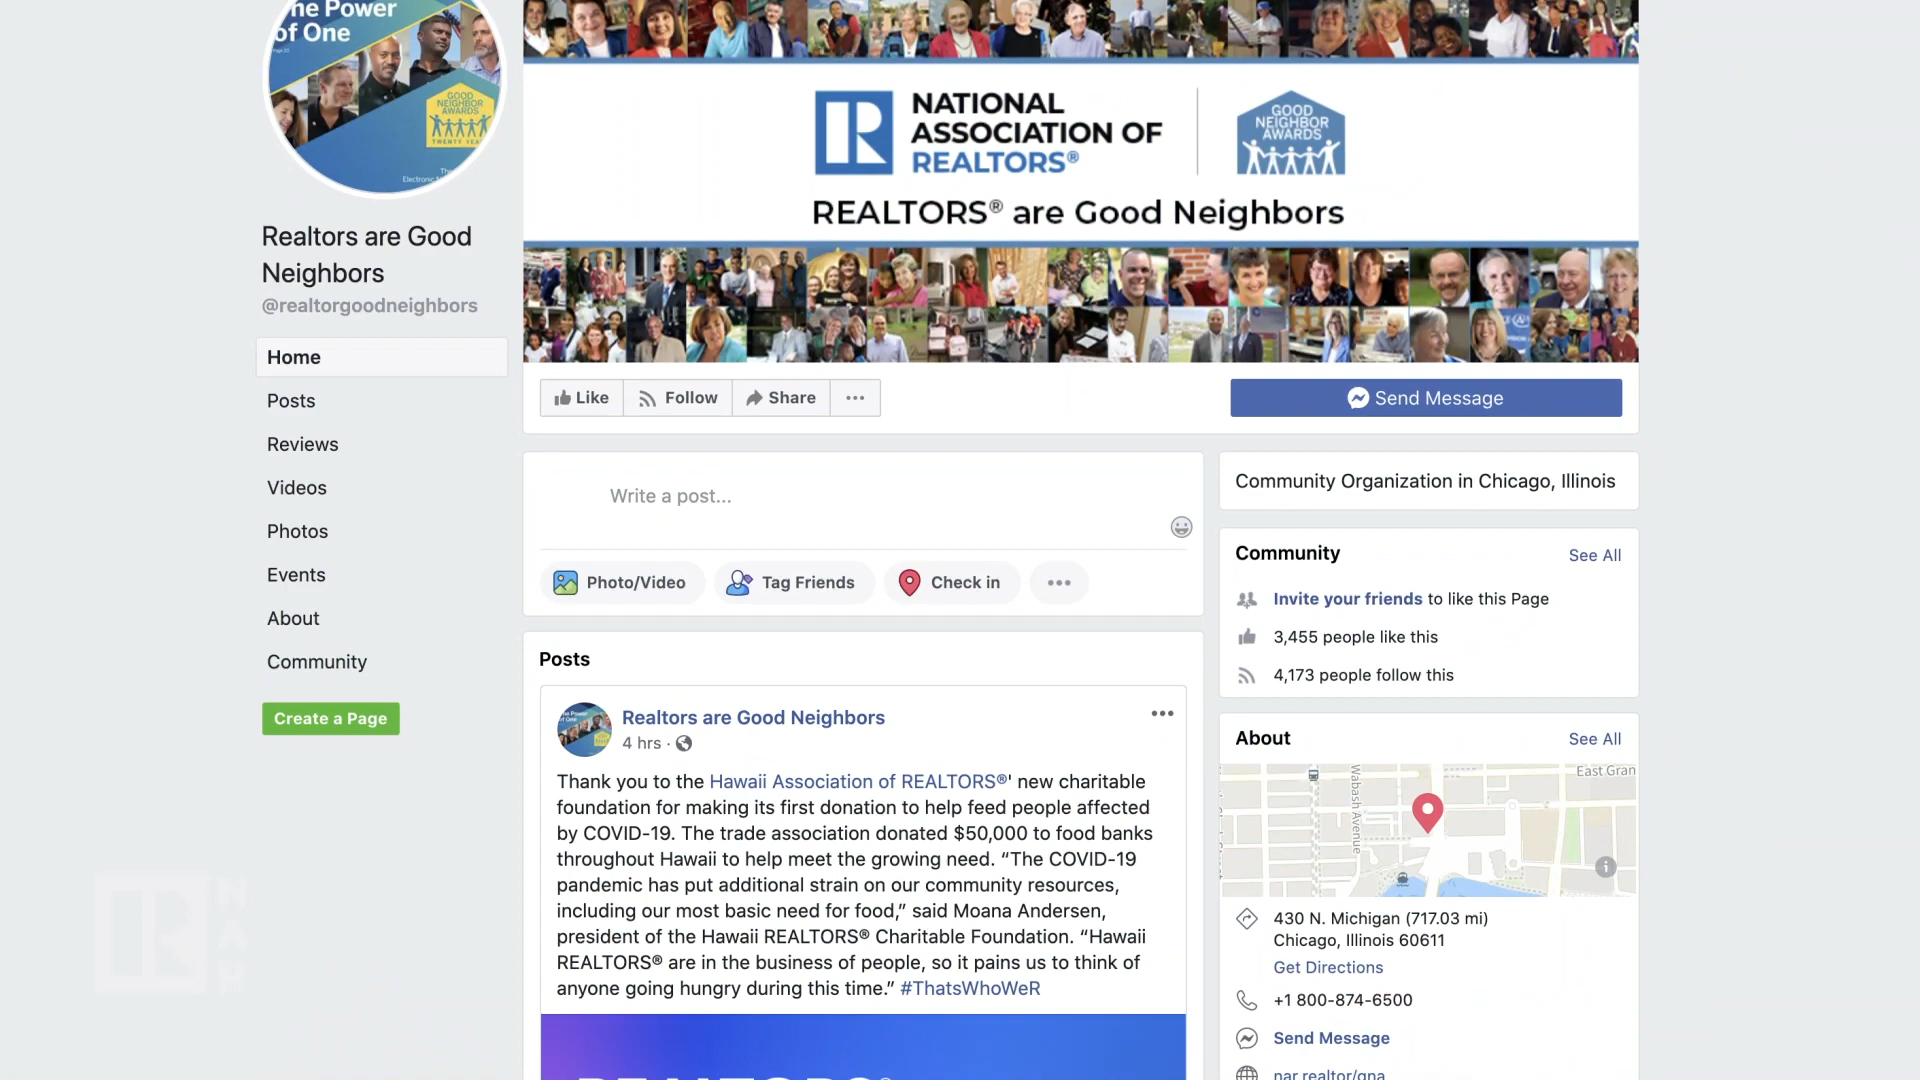 The Power
of One
GOOD
NEIGHBOR
AWARDS
TWENTY YEARS
Realtors are Good
Neighbors
@realtorgoodneighbors
Home
Posts
Reviews
Videos
Photos
Events
About
Community
Create a Page
NATIONAL
ASSOCIATION OF
REALTORS®
GOOD
NEIGHBOR
AWARDS
REALTORS® are Good Neighbors
Like
Follow
Share
Send Message
Write a post...
Photo/Video
Tag Friends
Check in
Posts
Realtors are Good Neighbors
4 hrs ·
Thank you to the Hawaii Association of REALTORS®' new charitable
foundation for making its first donation to help feed people affected
by COVID-19. The trade association donated $50,000 to food banks
throughout Hawaii to help meet the growing need. “The COVID-19
pandemic has put additional strain on our community resources,
including our most basic need for food,” said Moana Andersen,
president of the Hawaii REALTORS® Charitable Foundation. “Hawaii
REALTORS® are in the business of people, so it pains us to think of
anyone going hungry during this time.” #ThatsWhoWeR
Community Organization in Chicago, Illinois
Community
See All
Invite your friends to like this Page
3,455 people like this
4,173 people follow this
About
See All
Wabash Avenue
East Gran
430 N. Michigan (717.03 mi)
Chicago, Illinois 60611
Get Directions
+1 800-874-6500
Send Message
nar.realtor/gna
NAR